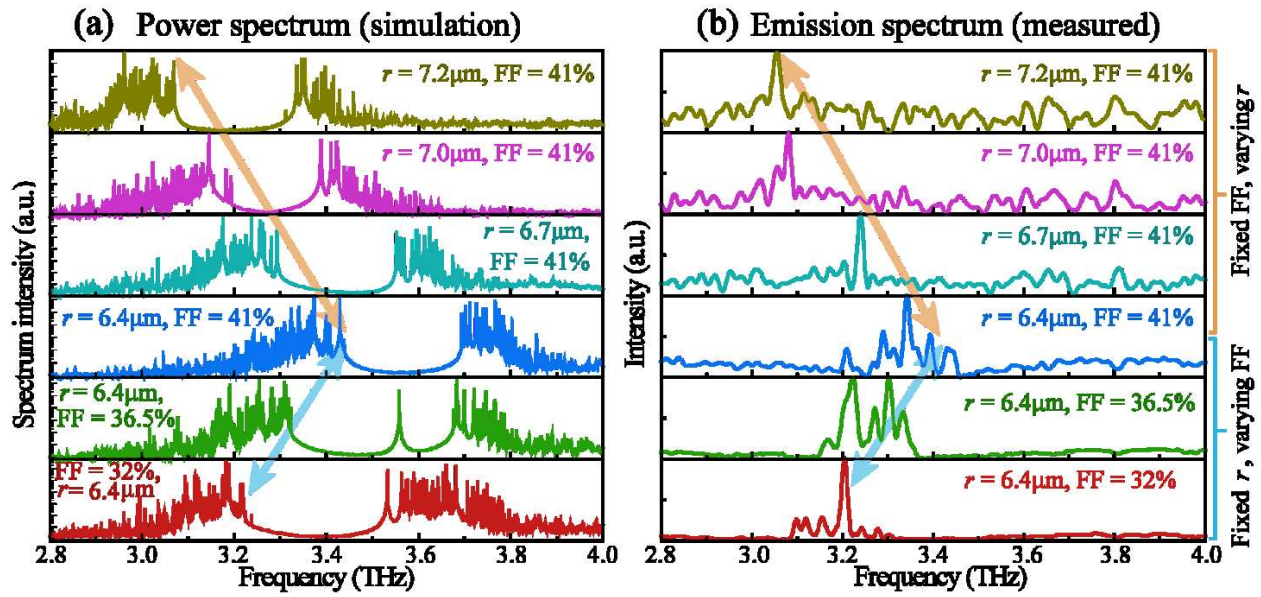 (a) Power spectrum (simulation)
r = 7.2μm, FF = 41%
r = 7.0μm, FF = 41%
r = 6.7μm,
FF = 41%
r = 6.4μm, FF = 41%
r = 6.4μm,
FF = 36.5%
FF = 32%,
r = 6.4μm
Spectrum intensity (a.u.)
2.8 3.0 3.2 3.4 3.6 3.8 4.0
Frequency (THz)
(b) Emission spectrum (measured)
r = 7.2μm, FF = 41%
r = 7.0μm, FF = 41%
r = 6.7μm, FF = 41%
r = 6.4μm, FF = 41%
r = 6.4μm, FF = 36.5%
r = 6.4μm, FF = 32%
Intensity (a.u.)
2.8 3.0 3.2 3.4 3.6 3.8 4.0
Frequency (THz)
Fixed FF, varying r
Fixed r, varying FF